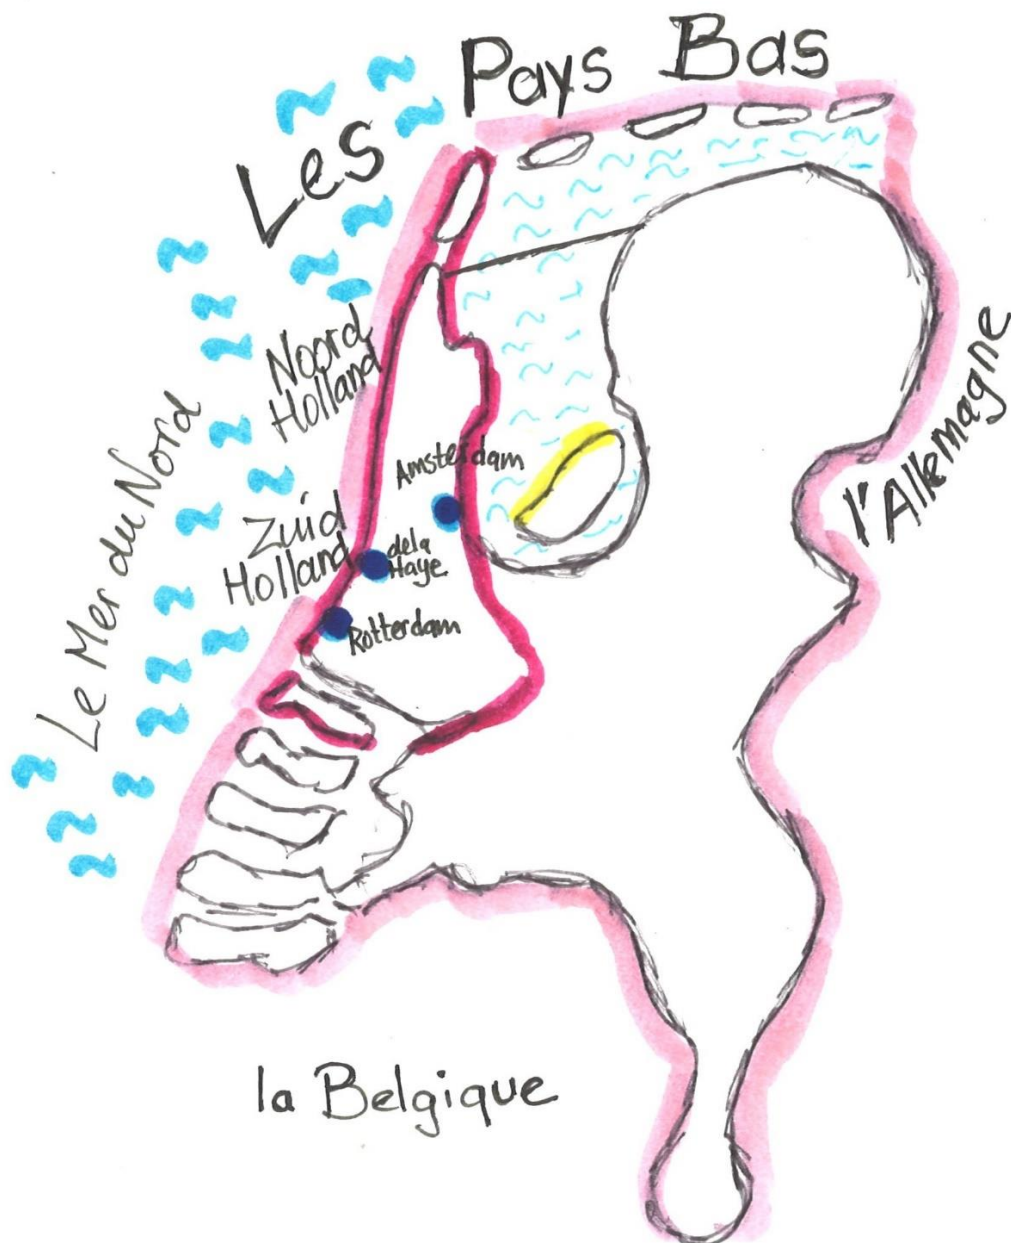 Les Pays Bas
Noord
Holland
l'Allemagne
Le Mer du Nord
Amsterdam
Zuid
Holland
dela
Haye
Rotterdam
la Belgique